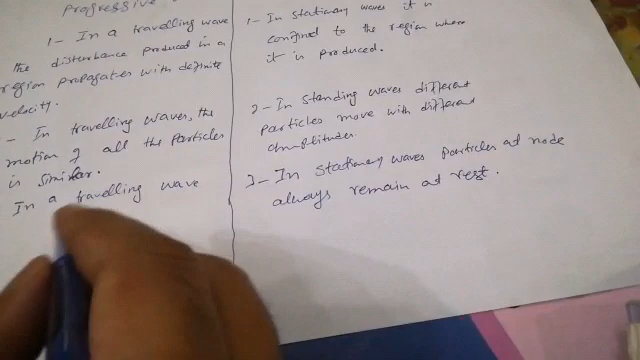 Progressive
1- In a travelling wave
the disturbance produced in a
region propagates with definite
velocity.
- In travelling waves, the
motion of all the particles
is similar.
In a travelling wave
1- In stationary waves it is
confined to the region where
it is produced.
2- In standing waves different
particles move with different
amplitudes.
3- In stationary waves particles at node
always remain at rest.